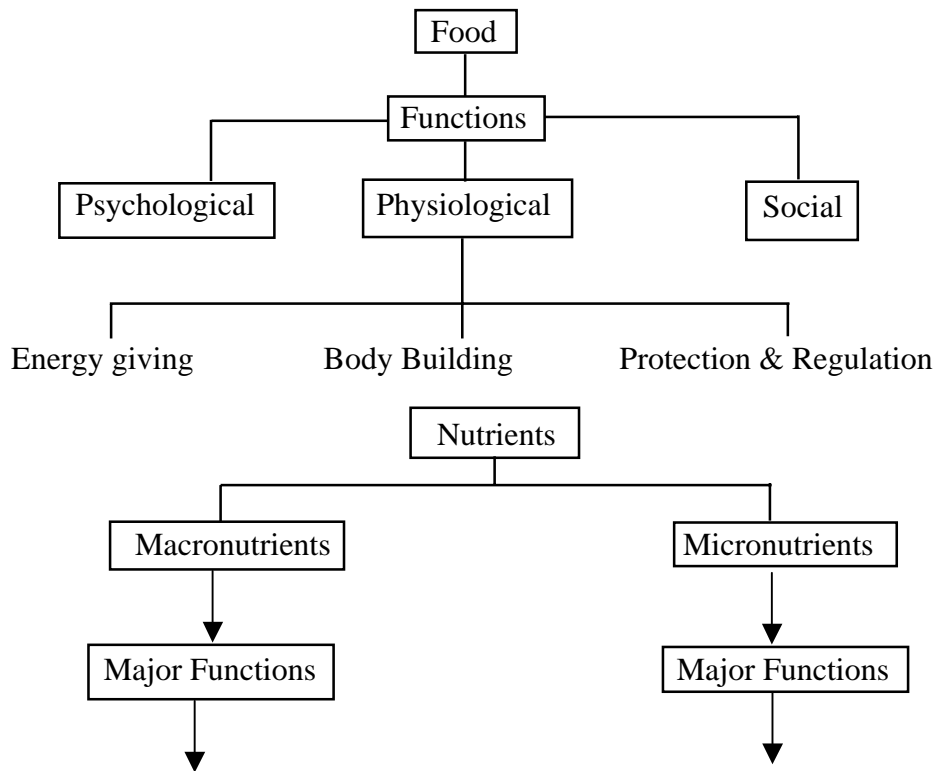 Food
Functions
Psychological Physiological Social
Energy giving Body Building Protection & Regulation
Nutrients
Macronutrients Micronutrients
Major Functions Major Functions